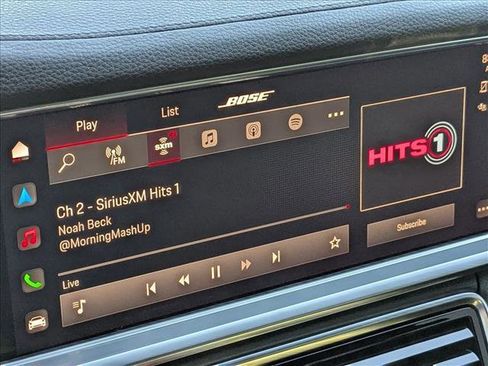 Play
List
BOSE
FM
sxm
Ch 2 - SiriusXM Hits 1
Noah Beck
@MorningMashUp
Live
HITS 1
Subscribe